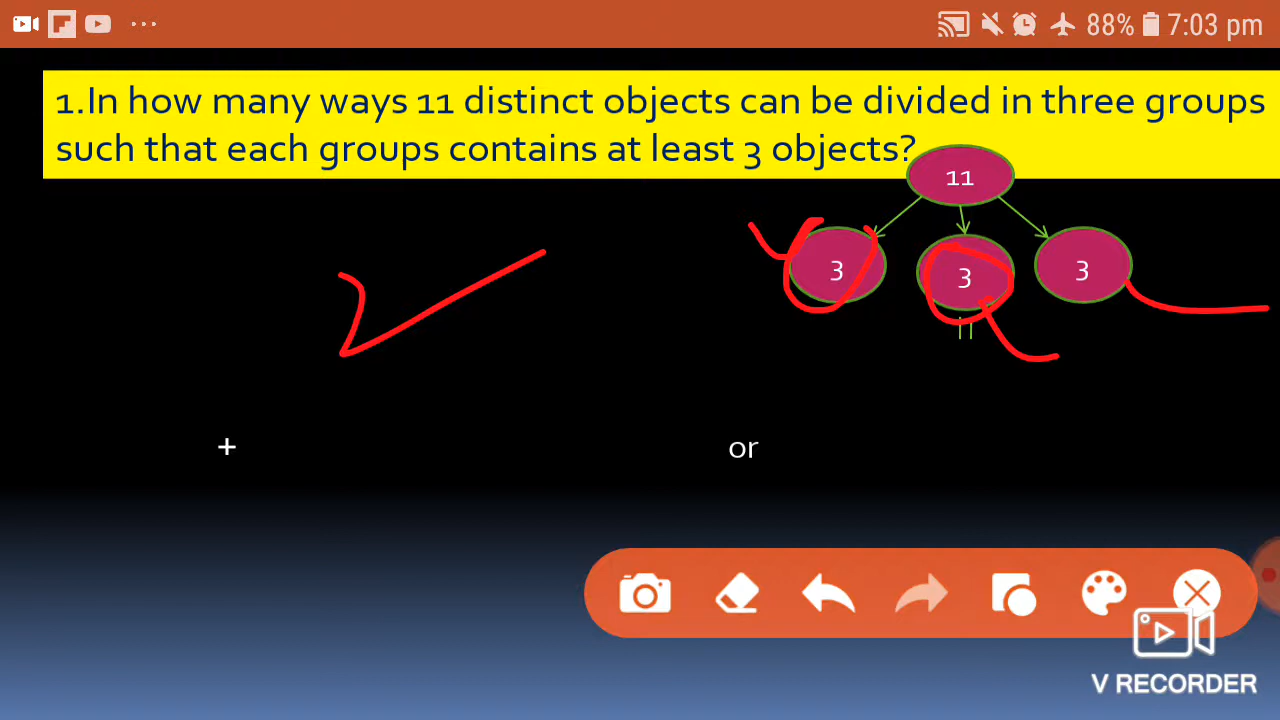 88% 7:03 pm
1.In how many ways 11 distinct objects can be divided in three groups
such that each groups contains at least 3 objects?
11
3 3 3
+ or
V RECORDER